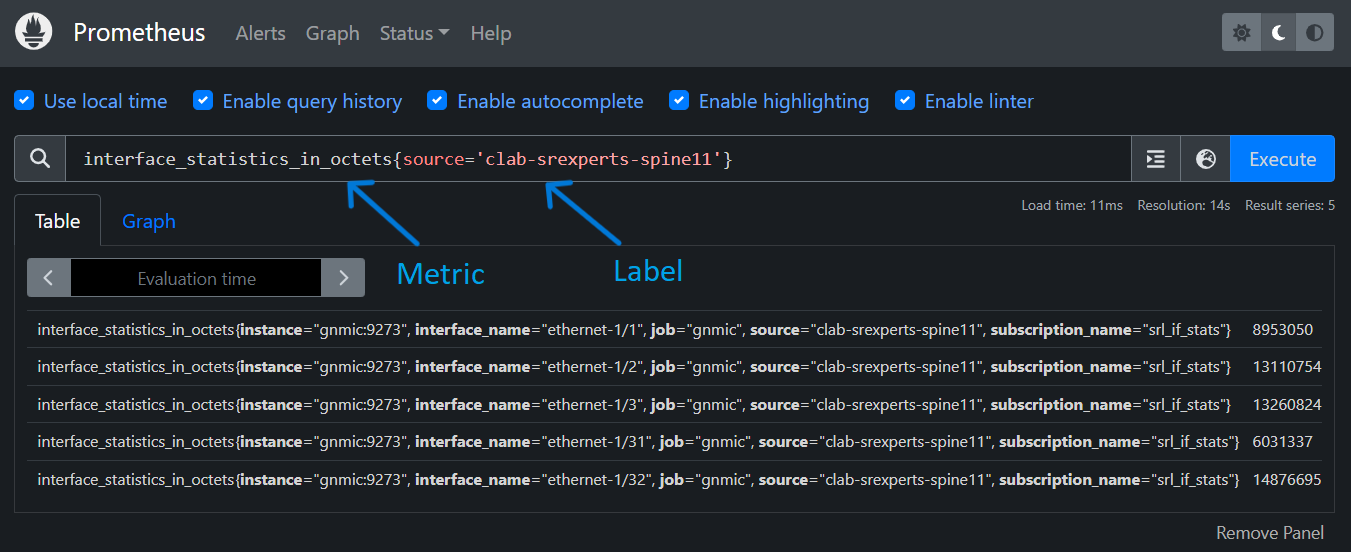 Prometheus Alerts Graph Status Help
Use local time Enable query history Enable autocomplete Enable highlighting Enable linter
interface_statistics_in_octets{source='clab-srexperts-spine11'} Execute
Load time: 11ms Resolution: 14s Result series: 5
Table Graph
Metric Label
Evaluation time
interface_statistics_in_octets{instance="gnmic:9273", interface_name="ethernet-1/1", job="gnmic", source="clab-srexperts-spine11", subscription_name="srl_if_stats"} 8953050
interface_statistics_in_octets{instance="gnmic:9273", interface_name="ethernet-1/2", job="gnmic", source="clab-srexperts-spine11", subscription_name="srl_if_stats"} 13110754
interface_statistics_in_octets{instance="gnmic:9273", interface_name="ethernet-1/3", job="gnmic", source="clab-srexperts-spine11", subscription_name="srl_if_stats"} 13260824
interface_statistics_in_octets{instance="gnmic:9273", interface_name="ethernet-1/31", job="gnmic", source="clab-srexperts-spine11", subscription_name="srl_if_stats"} 6031337
interface_statistics_in_octets{instance="gnmic:9273", interface_name="ethernet-1/32", job="gnmic", source="clab-srexperts-spine11", subscription_name="srl_if_stats"} 14876695
Remove Panel